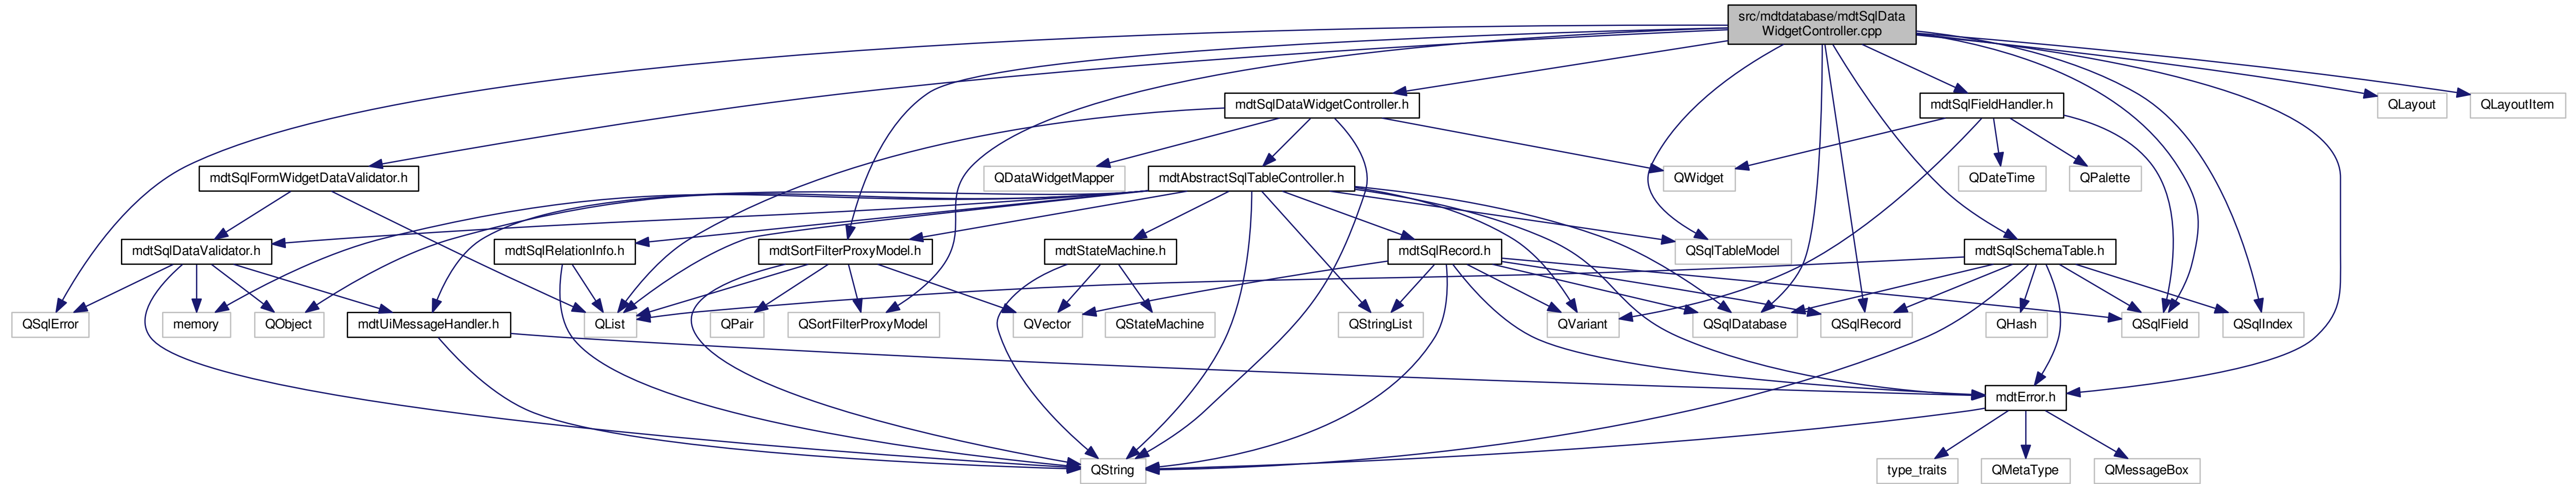 src/mdtdatabase/mdtSqlData
WidgetController.cpp
mdtSqlDataWidgetController.h
mdtSqlFieldHandler.h
QLayout
QLayoutItem
mdtSqlFormWidgetDataValidator.h
QDataWidgetMapper
mdtAbstractSqlTableController.h
QWidget
QDateTime
QPalette
mdtSqlDataValidator.h
mdtSqlRelationInfo.h
mdtSortFilterProxyModel.h
mdtStateMachine.h
mdtSqlRecord.h
QSqlTableModel
mdtSqlSchemaTable.h
QSqlError
memory
QObject
mdtUiMessageHandler.h
QList
QPair
QSortFilterProxyModel
QVector
QStateMachine
QStringList
QVariant
QSqlDatabase
QSqlRecord
QHash
QSqlField
QSqlIndex
mdtError.h
QString
type_traits
QMetaType
QMessageBox